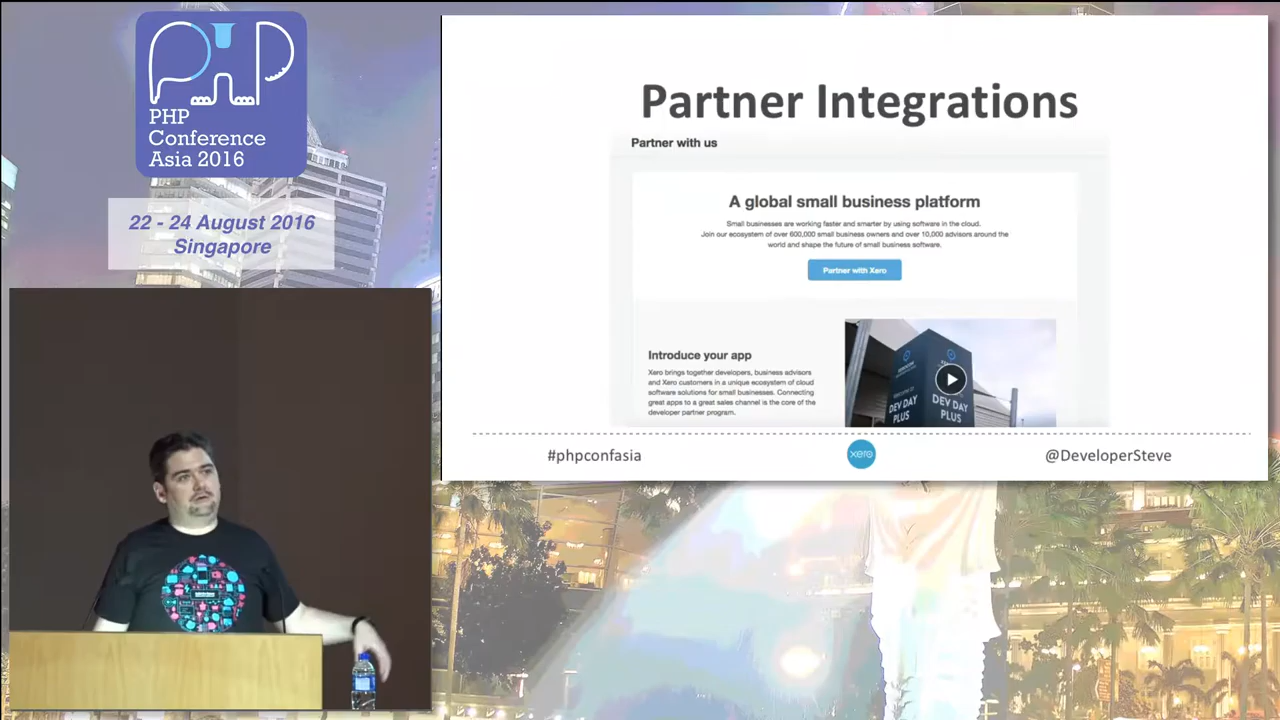 PHP
Conference
Asia 2016
22 - 24 August 2016
Singapore
Partner Integrations
Partner with us
A global small business platform
Small businesses are working faster and smarter by using software in the cloud.
Join our ecosystem of over 600,000 small business owners and over 10,000 advisors around the
world and shape the future of small business software.
Partner with Xero
Introduce your app
Xero brings together developers, business advisors
and Xero customers in a unique ecosystem of cloud
software solutions for small businesses. Connecting
great apps to a great sales channel is the core of the
developer partner program.
DEV DAY
PLUS
DEV DAY
PLUS
#phpconfasia
xero
@DeveloperSteve